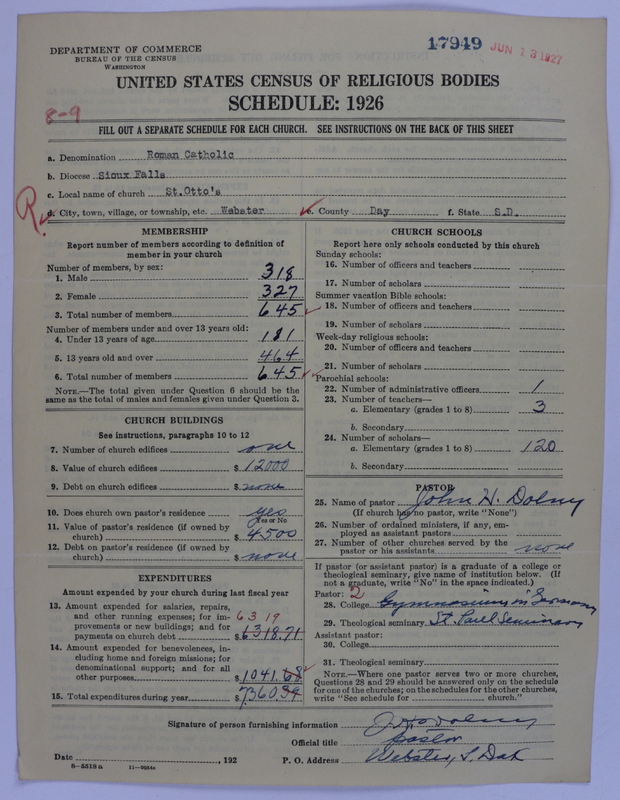 DEPARTMENT OF COMMERCE
BUREAU OF THE CENSUS
WASHINGTON
17949
JUN 13 1927
UNITED STATES CENSUS OF RELIGIOUS BODIES
SCHEDULE: 1926
8-9
FILL OUT A SEPARATE SCHEDULE FOR EACH CHURCH. SEE INSTRUCTIONS ON THE BACK OF THIS SHEET
a. Denomination Roman Catholic
b. Diocese Sioux Falls
c. Local name of church St.Otto's
R
d. City, town, village, or township, etc. Webster e. County Day f. State S.D.
MEMBERSHIP
Report number of members according to definition of
member in your church
Number of members, by sex:
1. Male 318
2. Female 327
3. Total number of members 645
Number of members under and over 13 years old:
4. Under 13 years of age 181
5. 13 years old and over 464
6. Total number of members 645
NOTE.—The total given under Question 6 should be
same as the total of males and females given under Question 3.
CHURCH BUILDINGS
See instructions, paragraphs 10 to 12
7. Number of church edifices one
8. Value of church edifices $ 12000
9. Debt on church edifices $ none
10. Does church own pastor's residence yes
Yes or No
11. Value of pastor's residence (if owned by
church) $ 4500
12. Debt on pastor's residence (if owned by
church) $ none
EXPENDITURES
Amount expended by your church during last fiscal year
13. Amount expended for salaries, repairs,
and other running expenses; for im- 6319
provements or new buildings; and for
payments on church debt $ 6318.71
14. Amount expended for benevolences, in-
cluding home and foreign missions; for
denominational support; and for all
other purposes $ 1041.68
15. Total expenditures during year $ 7360.39
CHURCH SCHOOLS
Report here only schools conducted by this church
Sunday schools:
16. Number of officers and teachers
17. Number of scholars
Summer vacation Bible schools:
18. Number of officers and teachers
19. Number of scholars
Week-day religious schools:
20. Number of officers and teachers
21. Number of scholars
Parochial schools:
22. Number of administrative officers 1
23. Number of teachers—
a. Elementary (grades 1 to 8) 3
b. Secondary
24. Number of scholars—
a. Elementary (grades 1 to 8) 120
b. Secondary
PASTOR
25. Name of pastor John H. Dolny
(If church has no pastor, write "None")
26. Number of ordained ministers, if any, em-
ployed as assistant pastors
27. Number of other churches served by the
pastor or his assistants none
If pastor (or assistant pastor) is a graduate of a college or
theological seminary, give name of institution below. (If
not a graduate, write "No" in the space indicated.)
Pastor: 2
28. College Gymnasium in Germany
29. Theological seminary St. Paul Seminary
Assistant pastor:
30. College
31. Theological seminary
NOTE.—Where one pastor serves two or more churches,
Questions 28 and 29 should be answered only on the schedule
for one of the churches; on the schedules for the other churches,
write "See schedule for church."
Signature of person furnishing information J. H. Dolny
Official title pastor
Date , 192 P. O. Address Webster, S. Dak
8-5518a 11-9034a